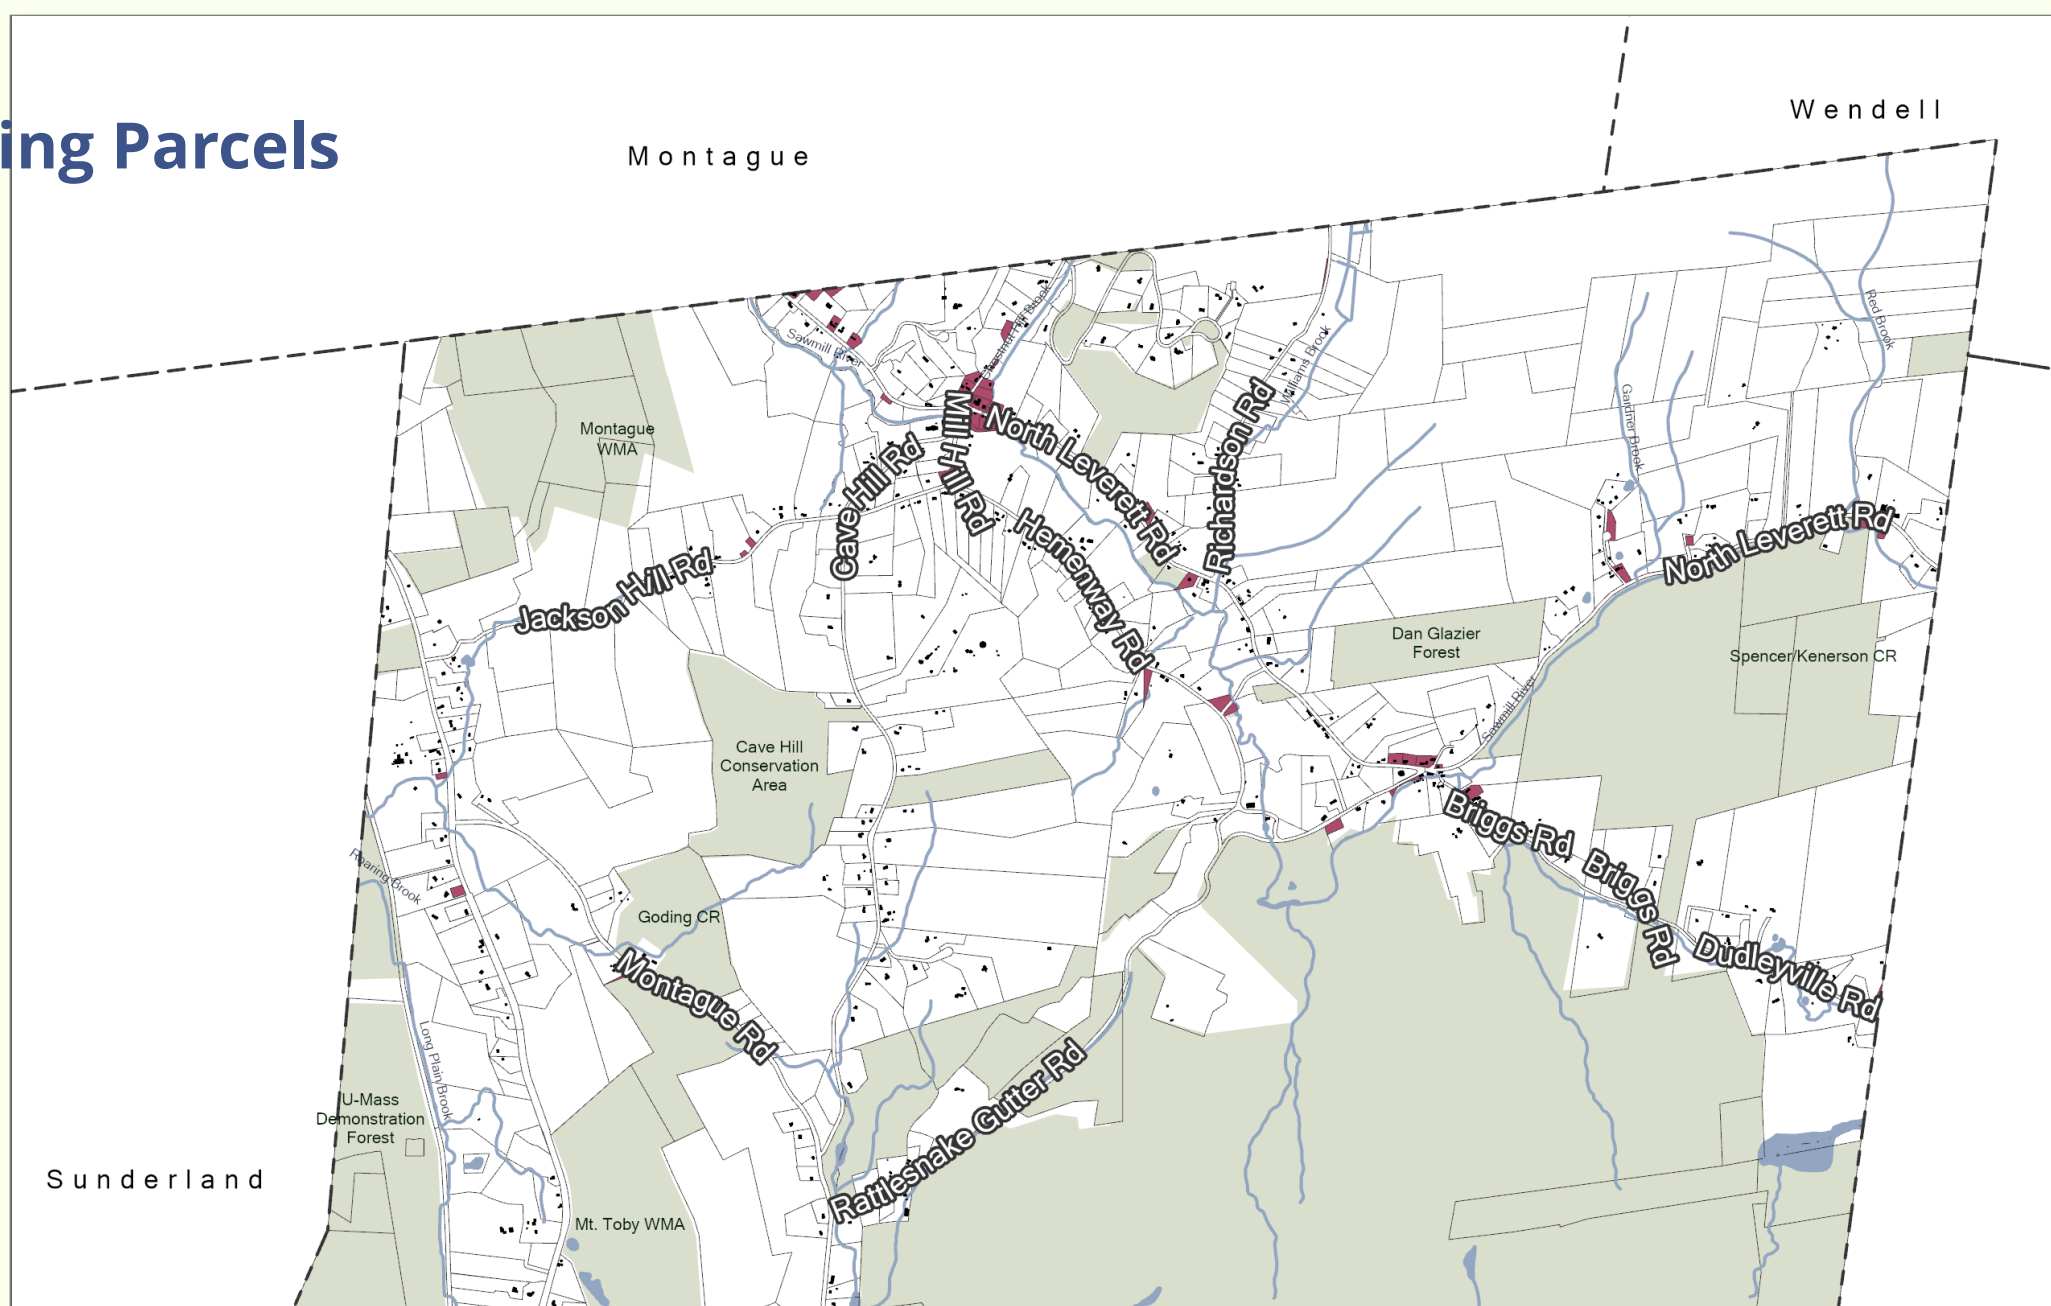 ing Parcels
Montague
Wendell
Sawmill River
Chestnut Hill Brook
Williams Brook
Red Brook
Gardner Brook
Montague
WMA
Mill Hill Rd
North Leverett Rd
Richardson Rd
Cave Hill Rd
Hemenway Rd
Jackson Hill Rd
North Leverett Rd
Dan Glazier
Forest
Spencer/Kenerson CR
Sawmill River
Cave Hill
Conservation
Area
Briggs Rd
Briggs Rd
Roaring Brook
Goding CR
Dudleyville Rd
Montague Rd
Long Plain Brook
Rattlesnake Gutter Rd
U-Mass
Demonstration
Forest
Sunderland
Mt. Toby WMA